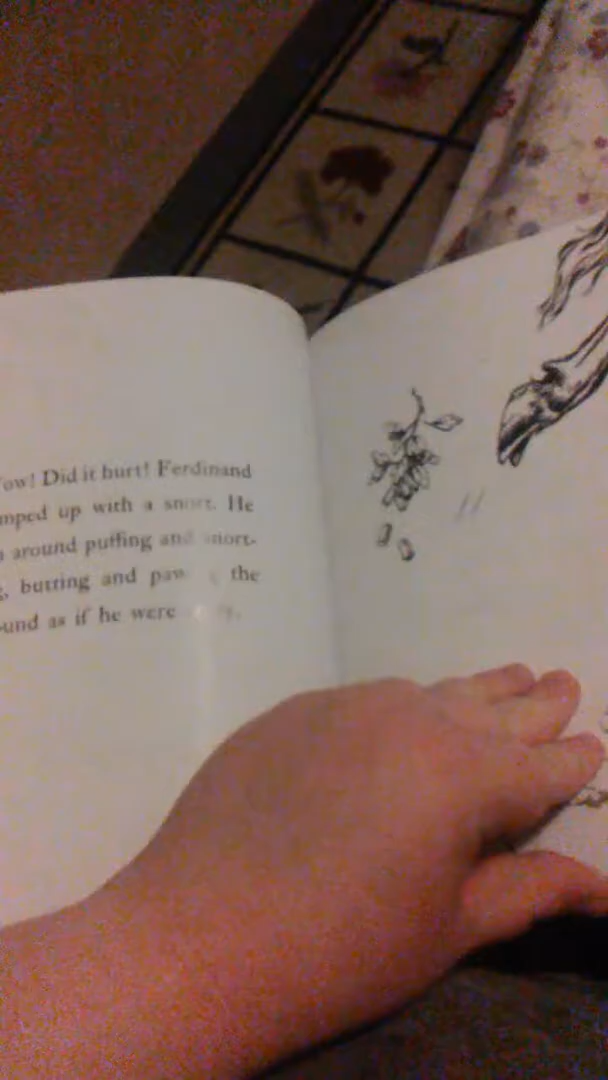 ow! Did it hurt! Ferdinand
mped up with a snort. He
around puffing and snort-
, butting and paw the
und as if he were